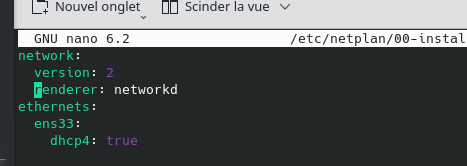 Nouvel onglet Scinder la vue
GNU nano 6.2 /etc/netplan/00-instal
network:
  version: 2
  renderer: networkd
ethernets:
  ens33:
    dhcp4: true